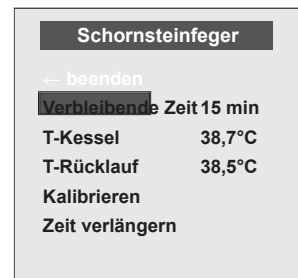 Schornsteinfeger
← beenden
Verbleibende Zeit 15 min
T-Kessel 38,7°C
T-Rücklauf 38,5°C
Kalibrieren
Zeit verlängern